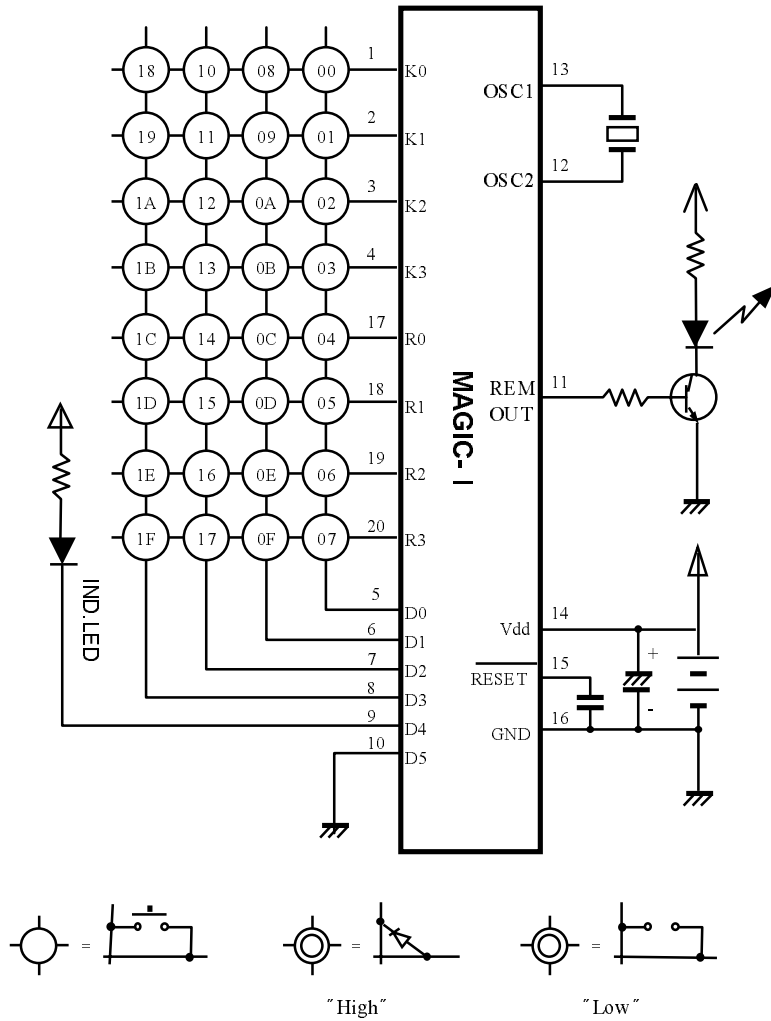 18 10 08 00 1 K0
19 11 09 01 2 K1
1A 12 0A 02 3 K2
1B 13 0B 03 4 K3
1C 14 0C 04 17 R0
1D 15 0D 05 18 R1
1E 16 0E 06 19 R2
1F 17 0F 07 20 R3
5 D0
6 D1
7 D2
8 D3
9 D4
10 D5
IND.LED
MAGIC- I
OSC1 13
OSC2 12
REM 11
OUT
Vdd 14
+
RESET 15
-
GND 16
=
=
=
"High"
"Low"